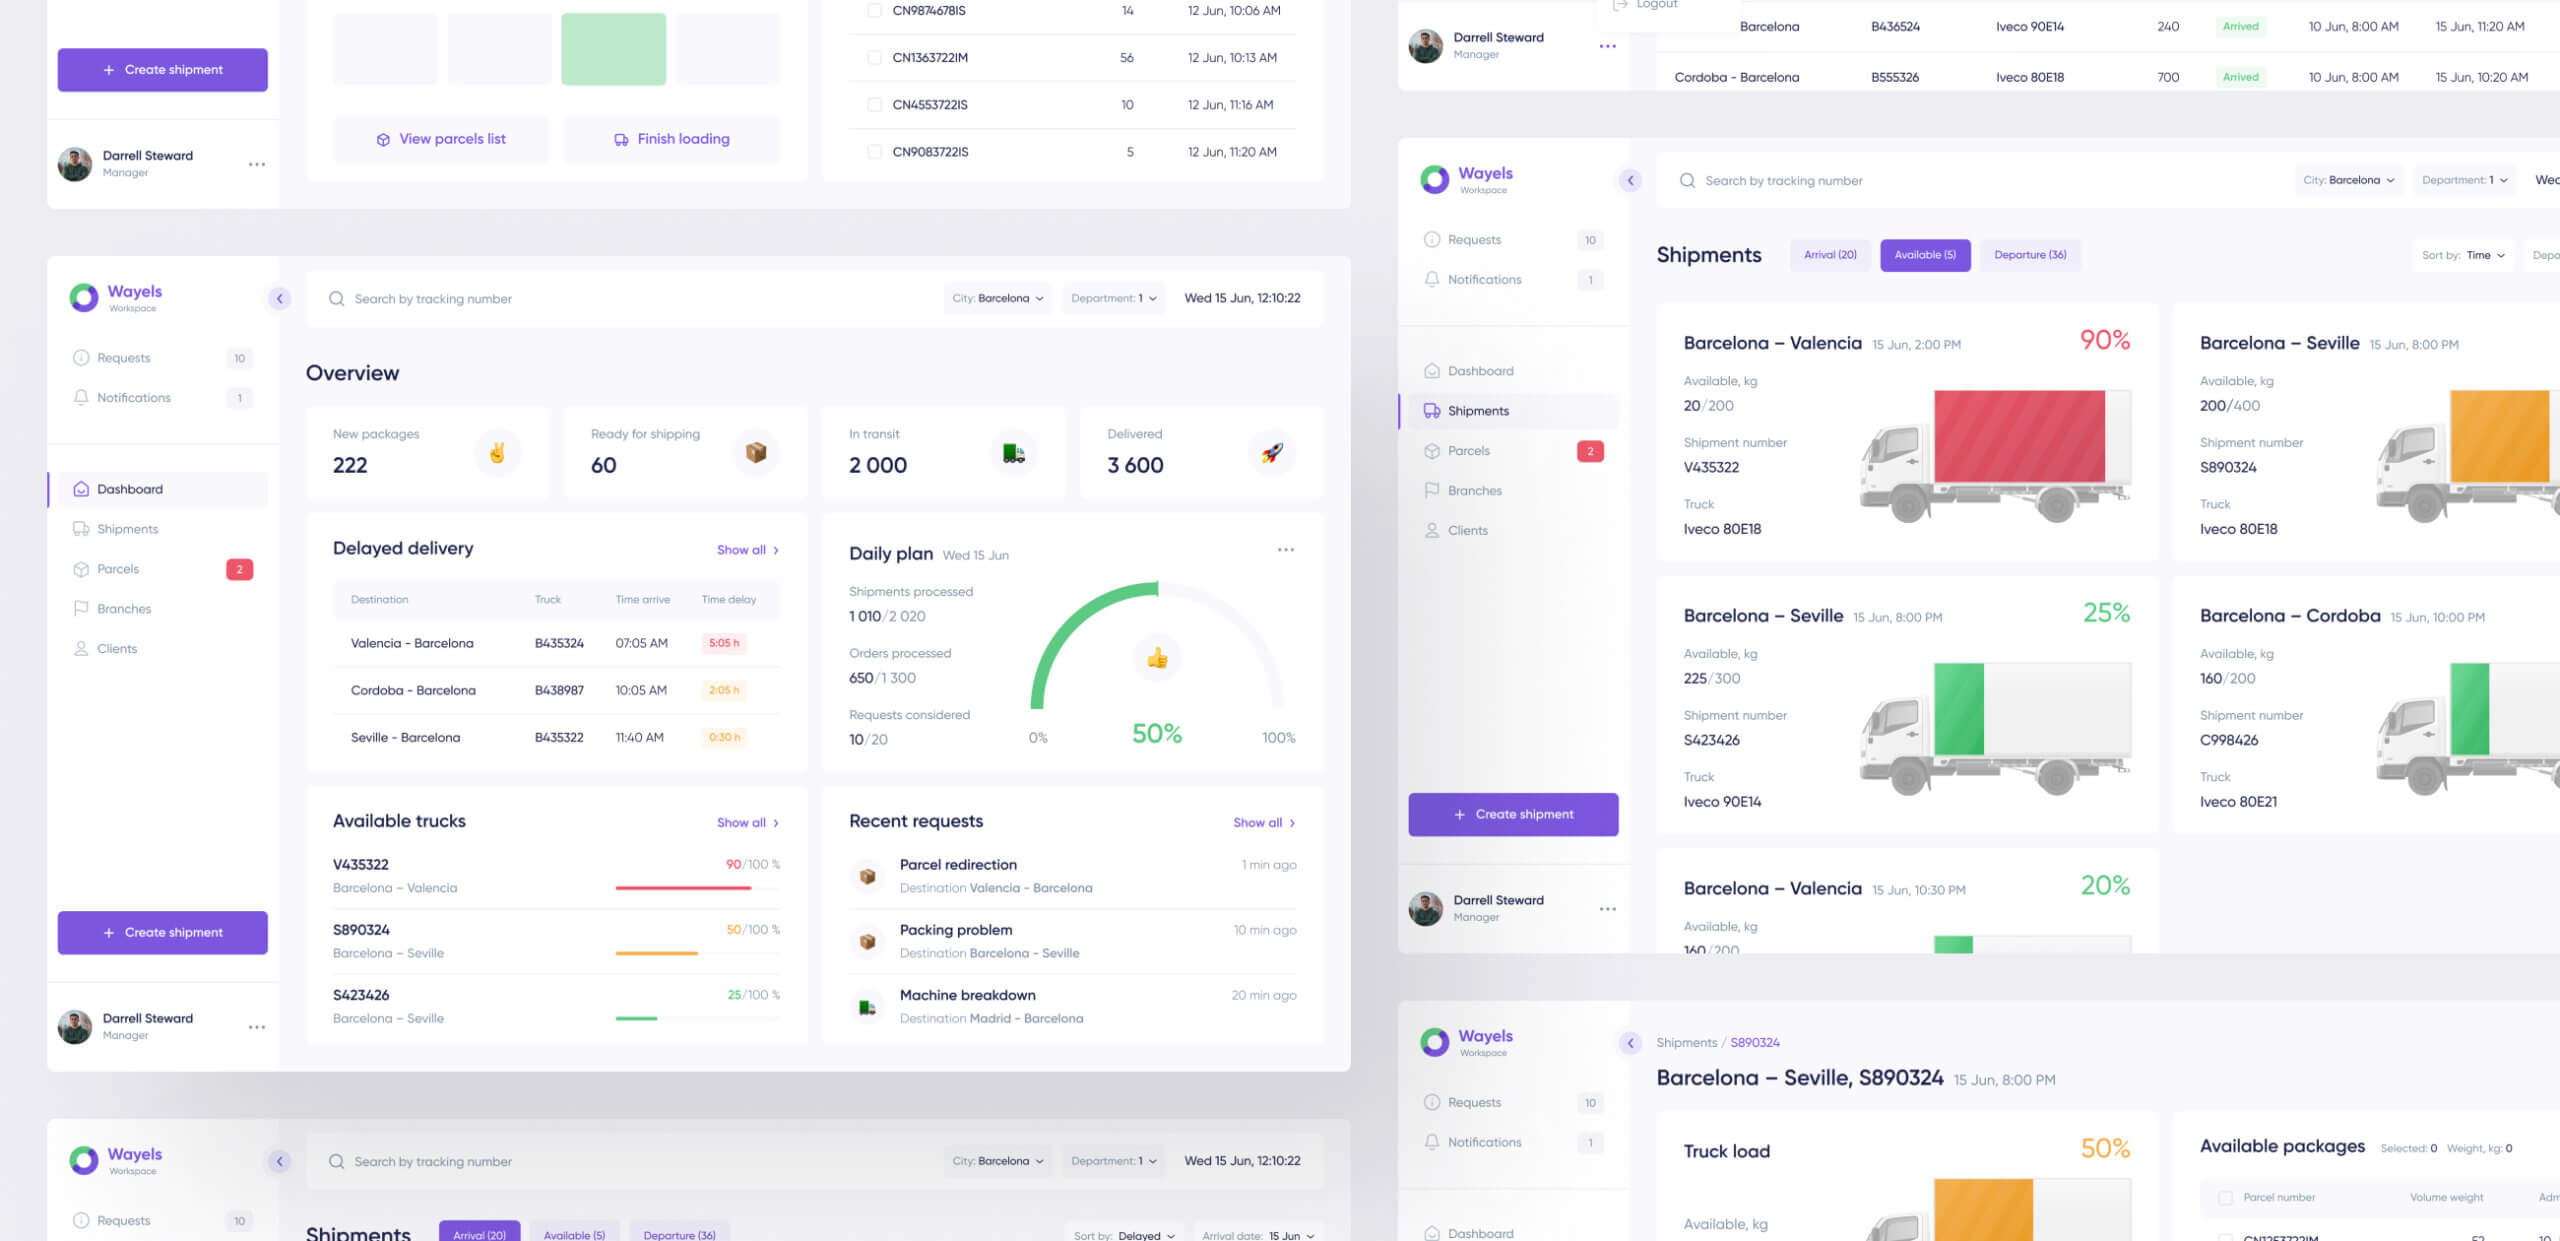 Create shipment
Darrell Steward
Manager
View parcels list
Finish loading
CN9874678IS 14 12 Jun, 10:06 AM
CN1363722IM 56 12 Jun, 10:13 AM
CN4553722IS 10 12 Jun, 11:16 AM
CN9083722IS 5 12 Jun, 11:20 AM
Logout
Darrell Steward
Manager
Barcelona B436524 Iveco 90E14 240 Arrived 10 Jun, 8:00 AM 15 Jun, 11:20 AM
Cordoba - Barcelona B555326 Iveco 80E18 700 Arrived 10 Jun, 8:00 AM 15 Jun, 10:20 AM
Wayels
Workspace
Requests 10
Notifications 1
Dashboard
Shipments
Parcels 2
Branches
Clients
Create shipment
Darrell Steward
Manager
Search by tracking number
City: Barcelona
Department: 1
Wed 15 Jun, 12:10:22
Overview
New packages
222
Ready for shipping
60
In transit
2 000
Delivered
3 600
Delayed delivery Show all
Destination Truck Time arrive Time delay
Valencia - Barcelona B435324 07:05 AM 5:05 h
Cordoba - Barcelona B438987 10:05 AM 2:05 h
Seville - Barcelona B435322 11:40 AM 0:30 h
Daily plan Wed 15 Jun
Shipments processed
1 010/2 020
Orders processed
650/1 300
Requests considered
10/20
0% 50% 100%
Available trucks Show all
V435322 90/100 %
Barcelona – Valencia
S890324 50/100 %
Barcelona – Seville
S423426 25/100 %
Barcelona – Seville
Recent requests Show all
Parcel redirection 1 min ago
Destination Valencia - Barcelona
Packing problem 10 min ago
Destination Barcelona - Seville
Machine breakdown 20 min ago
Destination Madrid - Barcelona
Wayels
Workspace
Requests 10
Search by tracking number
City: Barcelona
Department: 1
Wed 15 Jun, 12:10:22
Shipments
Arrival (20)
Available (5)
Departure (36)
Sort by: Delayed
Arrival date: 15 Jun
Wayels
Workspace
Requests 10
Notifications 1
Dashboard
Shipments
Parcels 2
Branches
Clients
Create shipment
Darrell Steward
Manager
Search by tracking number
City: Barcelona
Department: 1
Wed
Shipments
Arrival (20)
Available (5)
Departure (36)
Sort by: Time
Barcelona – Valencia 15 Jun, 2:00 PM 90%
Available, kg
20/200
Shipment number
V435322
Truck
Iveco 80E18
Barcelona – Seville 15 Jun, 8:00 PM
Available, kg
200/400
Shipment number
S890324
Truck
Iveco 80E18
Barcelona – Seville 15 Jun, 8:00 PM 25%
Available, kg
225/300
Shipment number
S423426
Truck
Iveco 90E14
Barcelona – Cordoba 15 Jun, 10:00 PM
Available, kg
160/200
Shipment number
C998426
Truck
Iveco 80E21
Barcelona – Valencia 15 Jun, 10:30 PM 20%
Available, kg
160/200
Wayels
Workspace
Requests 10
Notifications 1
Dashboard
Shipments / S890324
Barcelona – Seville, S890324 15 Jun, 8:00 PM
Truck load 50%
Available, kg
Available packages Selected: 0 Weight, kg: 0
Parcel number Volume weight
CN1253722IM 52